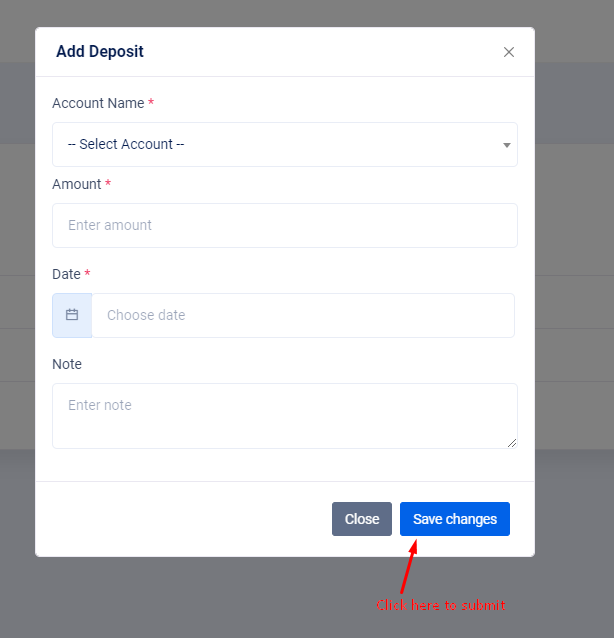 Add Deposit
Account Name *
-- Select Account --
Amount *
Enter amount
Date *
Choose date
Note
Enter note
Close Save changes
Click here to submit